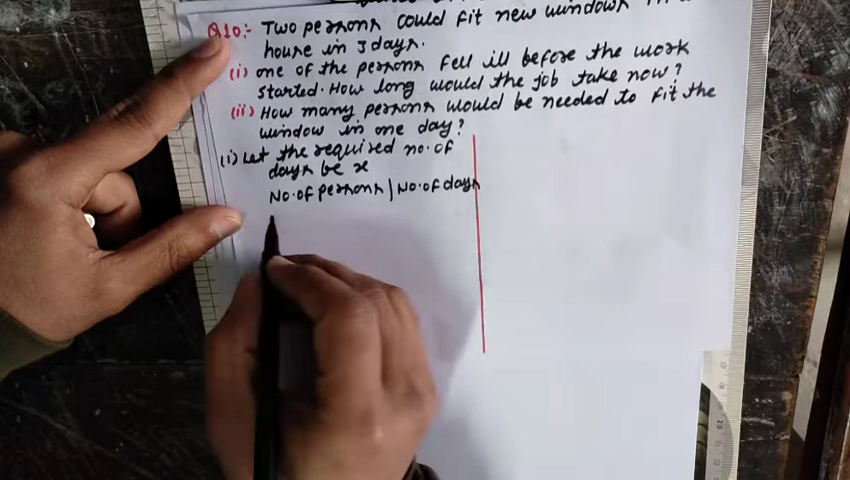 Q10:- Two persons could fit new windows in a
house in 3 days.
(i) one of the persons fell ill before the work
started. How long would the job take now?
(ii) How many persons would be needed to fit the
window in one day?
(i) Let the required no. of
days be x
No. of persons | No. of days
20